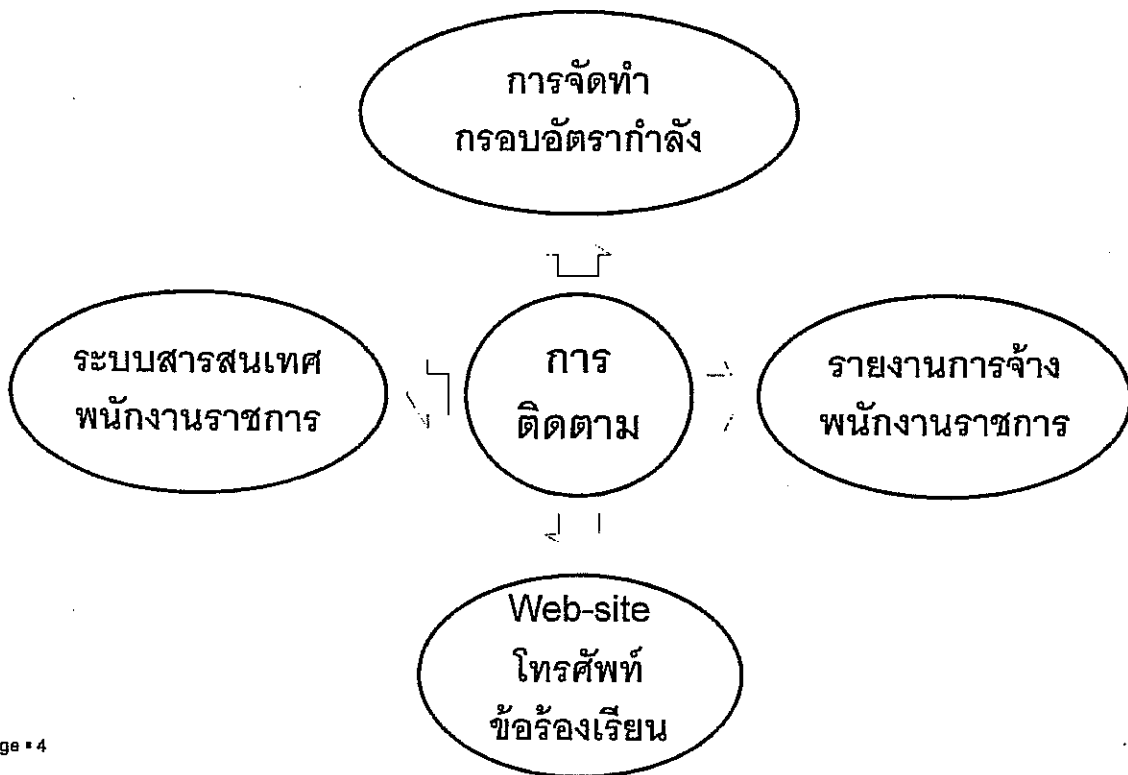 การจัดทำ
กรอบอัตรากำลัง
ระบบสารสนเทศ
พนักงานราชการ
การ
ติดตาม
รายงานการจ้าง
พนักงานราชการ
Web-site
โทรศัพท์
ข้อร้องเรียน
ge ▪ 4